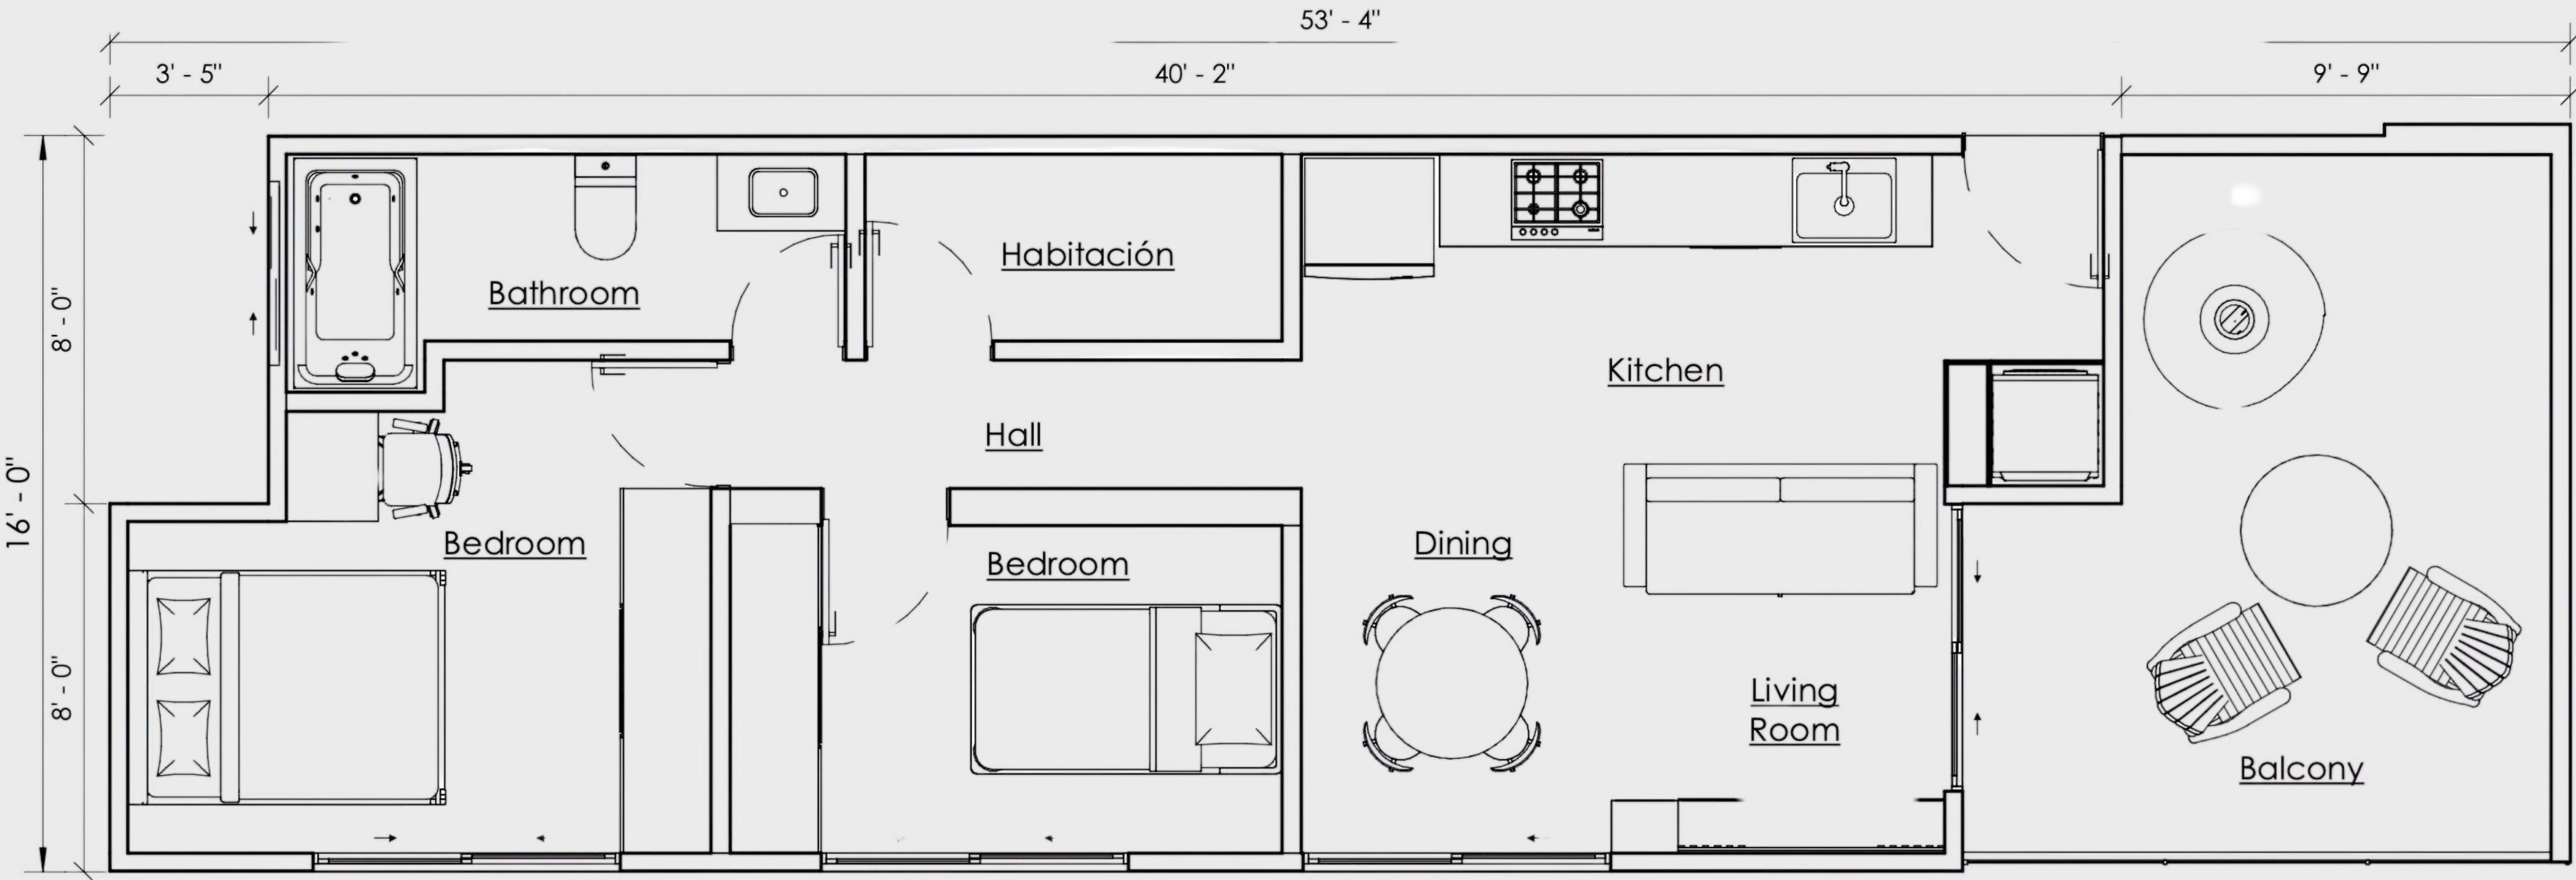 53' - 4"
3' - 5"
40' - 2"
9' - 9"
8' - 0"
16' - 0"
8' - 0"
Bathroom
Habitación
Kitchen
Hall
Bedroom
Bedroom
Dining
Living
Room
Balcony